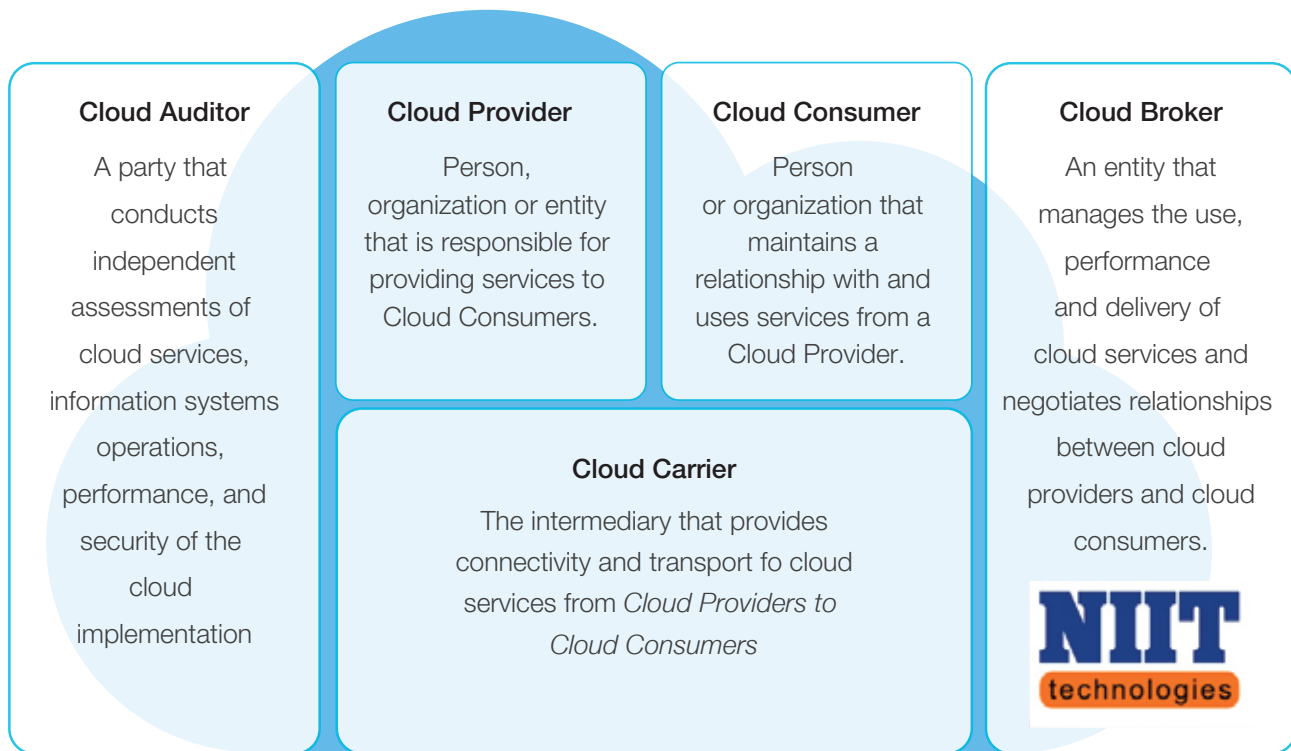 Cloud Auditor
A party that
conducts
independent
assessments of
cloud services,
information systems
operations,
performance, and
security of the
cloud
implementation
Cloud Provider
Person,
organization or entity
that is responsible for
providing services to
Cloud Consumers.
Cloud Consumer
Person
or organization that
maintains a
relationship with and
uses services from a
Cloud Provider.
Cloud Carrier
The intermediary that provides
connectivity and transport fo cloud
services from Cloud Providers to
Cloud Consumers
Cloud Broker
An entity that
manages the use,
performance
and delivery of
cloud services and
negotiates relationships
between cloud
providers and cloud
consumers.
NIIT
technologies